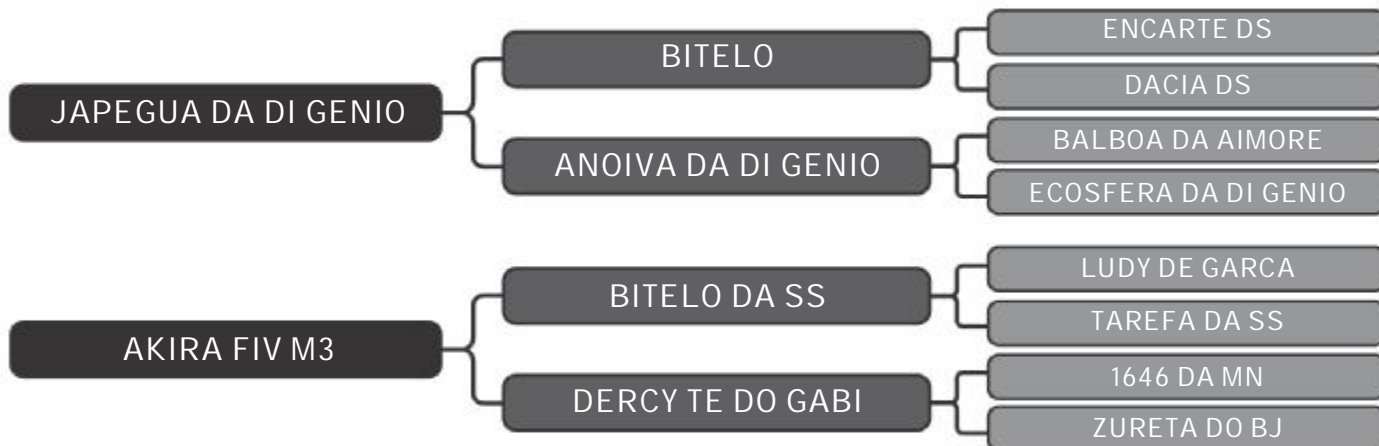 JAPEGUA DA DI GENIO
BITELO
ENCARTE DS
DACIA DS
ANOIVA DA DI GENIO
BALBOA DA AIMORE
ECOSFERA DA DI GENIO
AKIRA FIV M3
BITELO DA SS
LUDY DE GARCA
TAREFA DA SS
DERCY TE DO GABI
1646 DA MN
ZURETA DO BJ